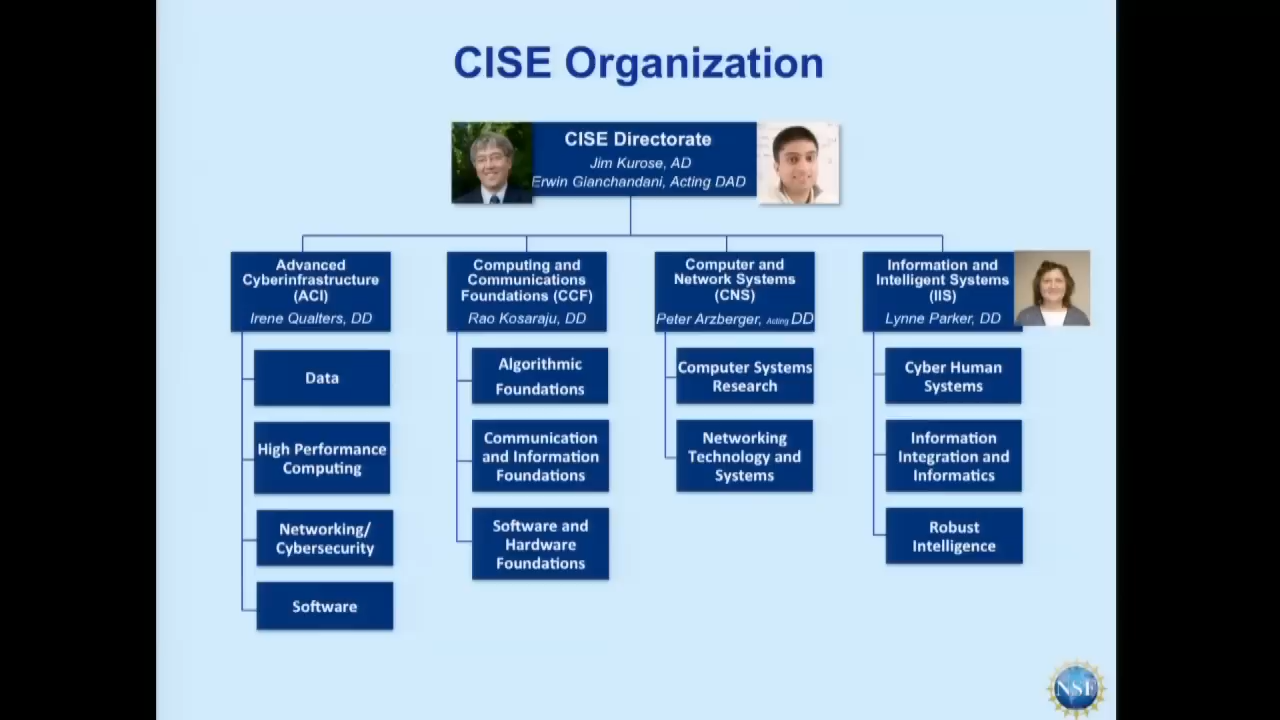 CISE Organization
CISE Directorate
Jim Kurose, AD
Erwin Gianchandani, Acting DAD
Advanced
Cyberinfrastructure
(ACI)
Irene Qualters, DD
Computing and
Communications
Foundations (CCF)
Rao Kosaraju, DD
Computer and
Network Systems
(CNS)
Peter Arzberger, Acting DD
Information and
Intelligent Systems
(IIS)
Lynne Parker, DD
Data
High Performance
Computing
Networking/
Cybersecurity
Software
Algorithmic
Foundations
Communication
and Information
Foundations
Software and
Hardware
Foundations
Computer Systems
Research
Networking
Technology and
Systems
Cyber Human
Systems
Information
Integration and
Informatics
Robust
Intelligence
NSF